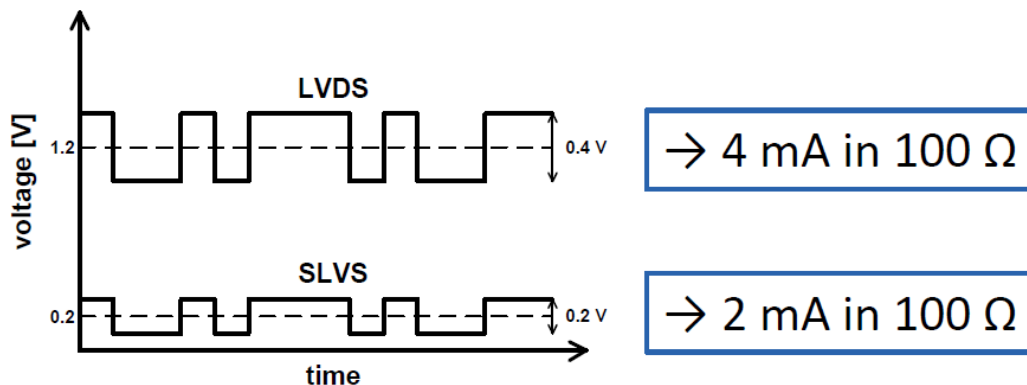 LVDS
voltage [V]
1.2
0.4 V
→ 4 mA in 100 Ω
SLVS
0.2
0.2 V
→ 2 mA in 100 Ω
time